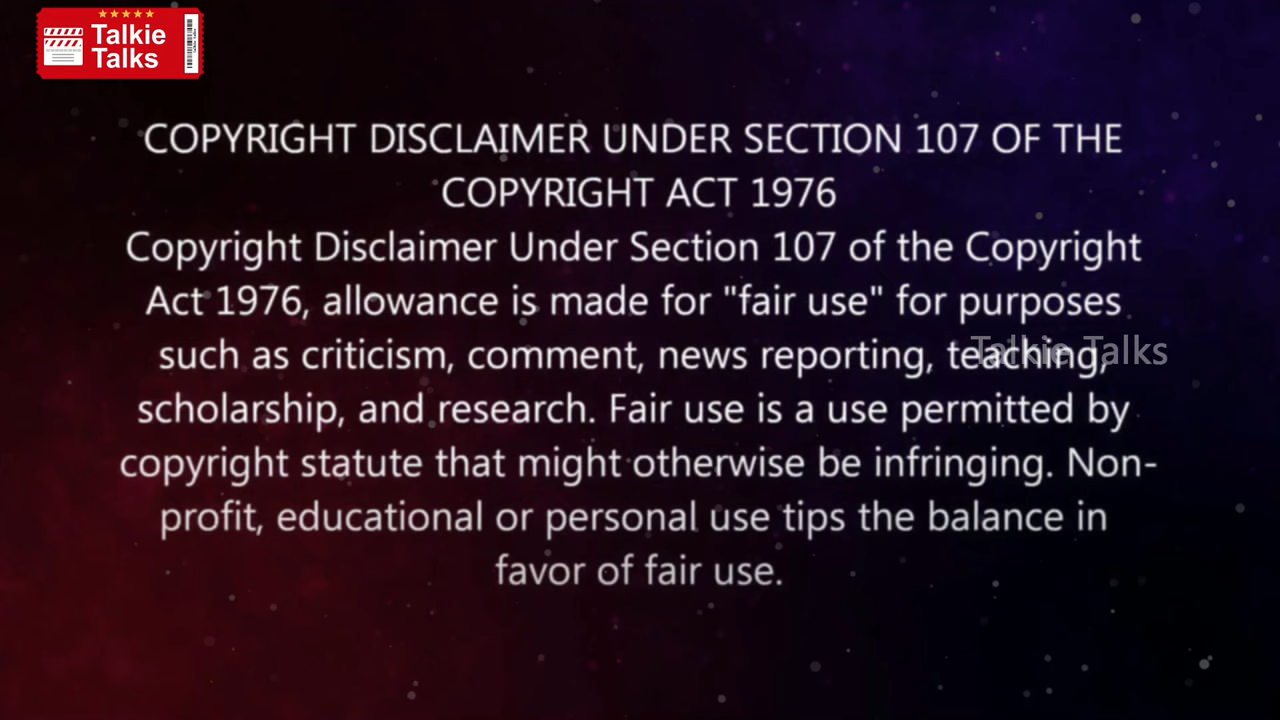 Talkie
Talks
COPYRIGHT DISCLAIMER UNDER SECTION 107 OF THE
COPYRIGHT ACT 1976
Copyright Disclaimer Under Section 107 of the Copyright
Act 1976, allowance is made for "fair use" for purposes
such as criticism, comment, news reporting, teaching,
Talkie Talks
scholarship, and research. Fair use is a use permitted by
copyright statute that might otherwise be infringing. Non-
profit, educational or personal use tips the balance in
favor of fair use.